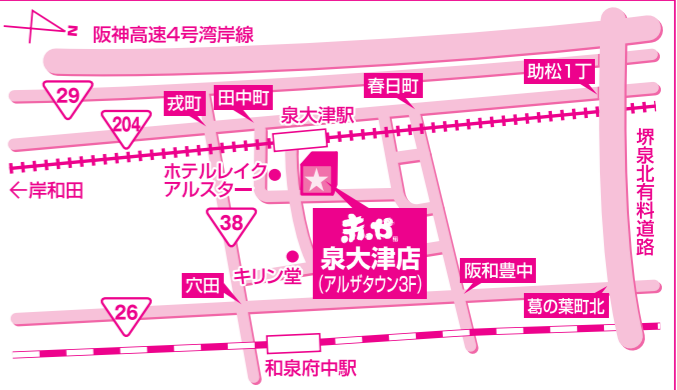 N
阪神高速4号湾岸線
助松1丁
春日町
29
戎町
田中町
204
泉大津駅
堺泉北有料道路
ホテルレイク
アルスター
←岸和田
38
赤ちゃん
泉大津店
(アルザタウン3F)
キリン堂
阪和豊中
穴田
葛の葉町北
26
和泉府中駅